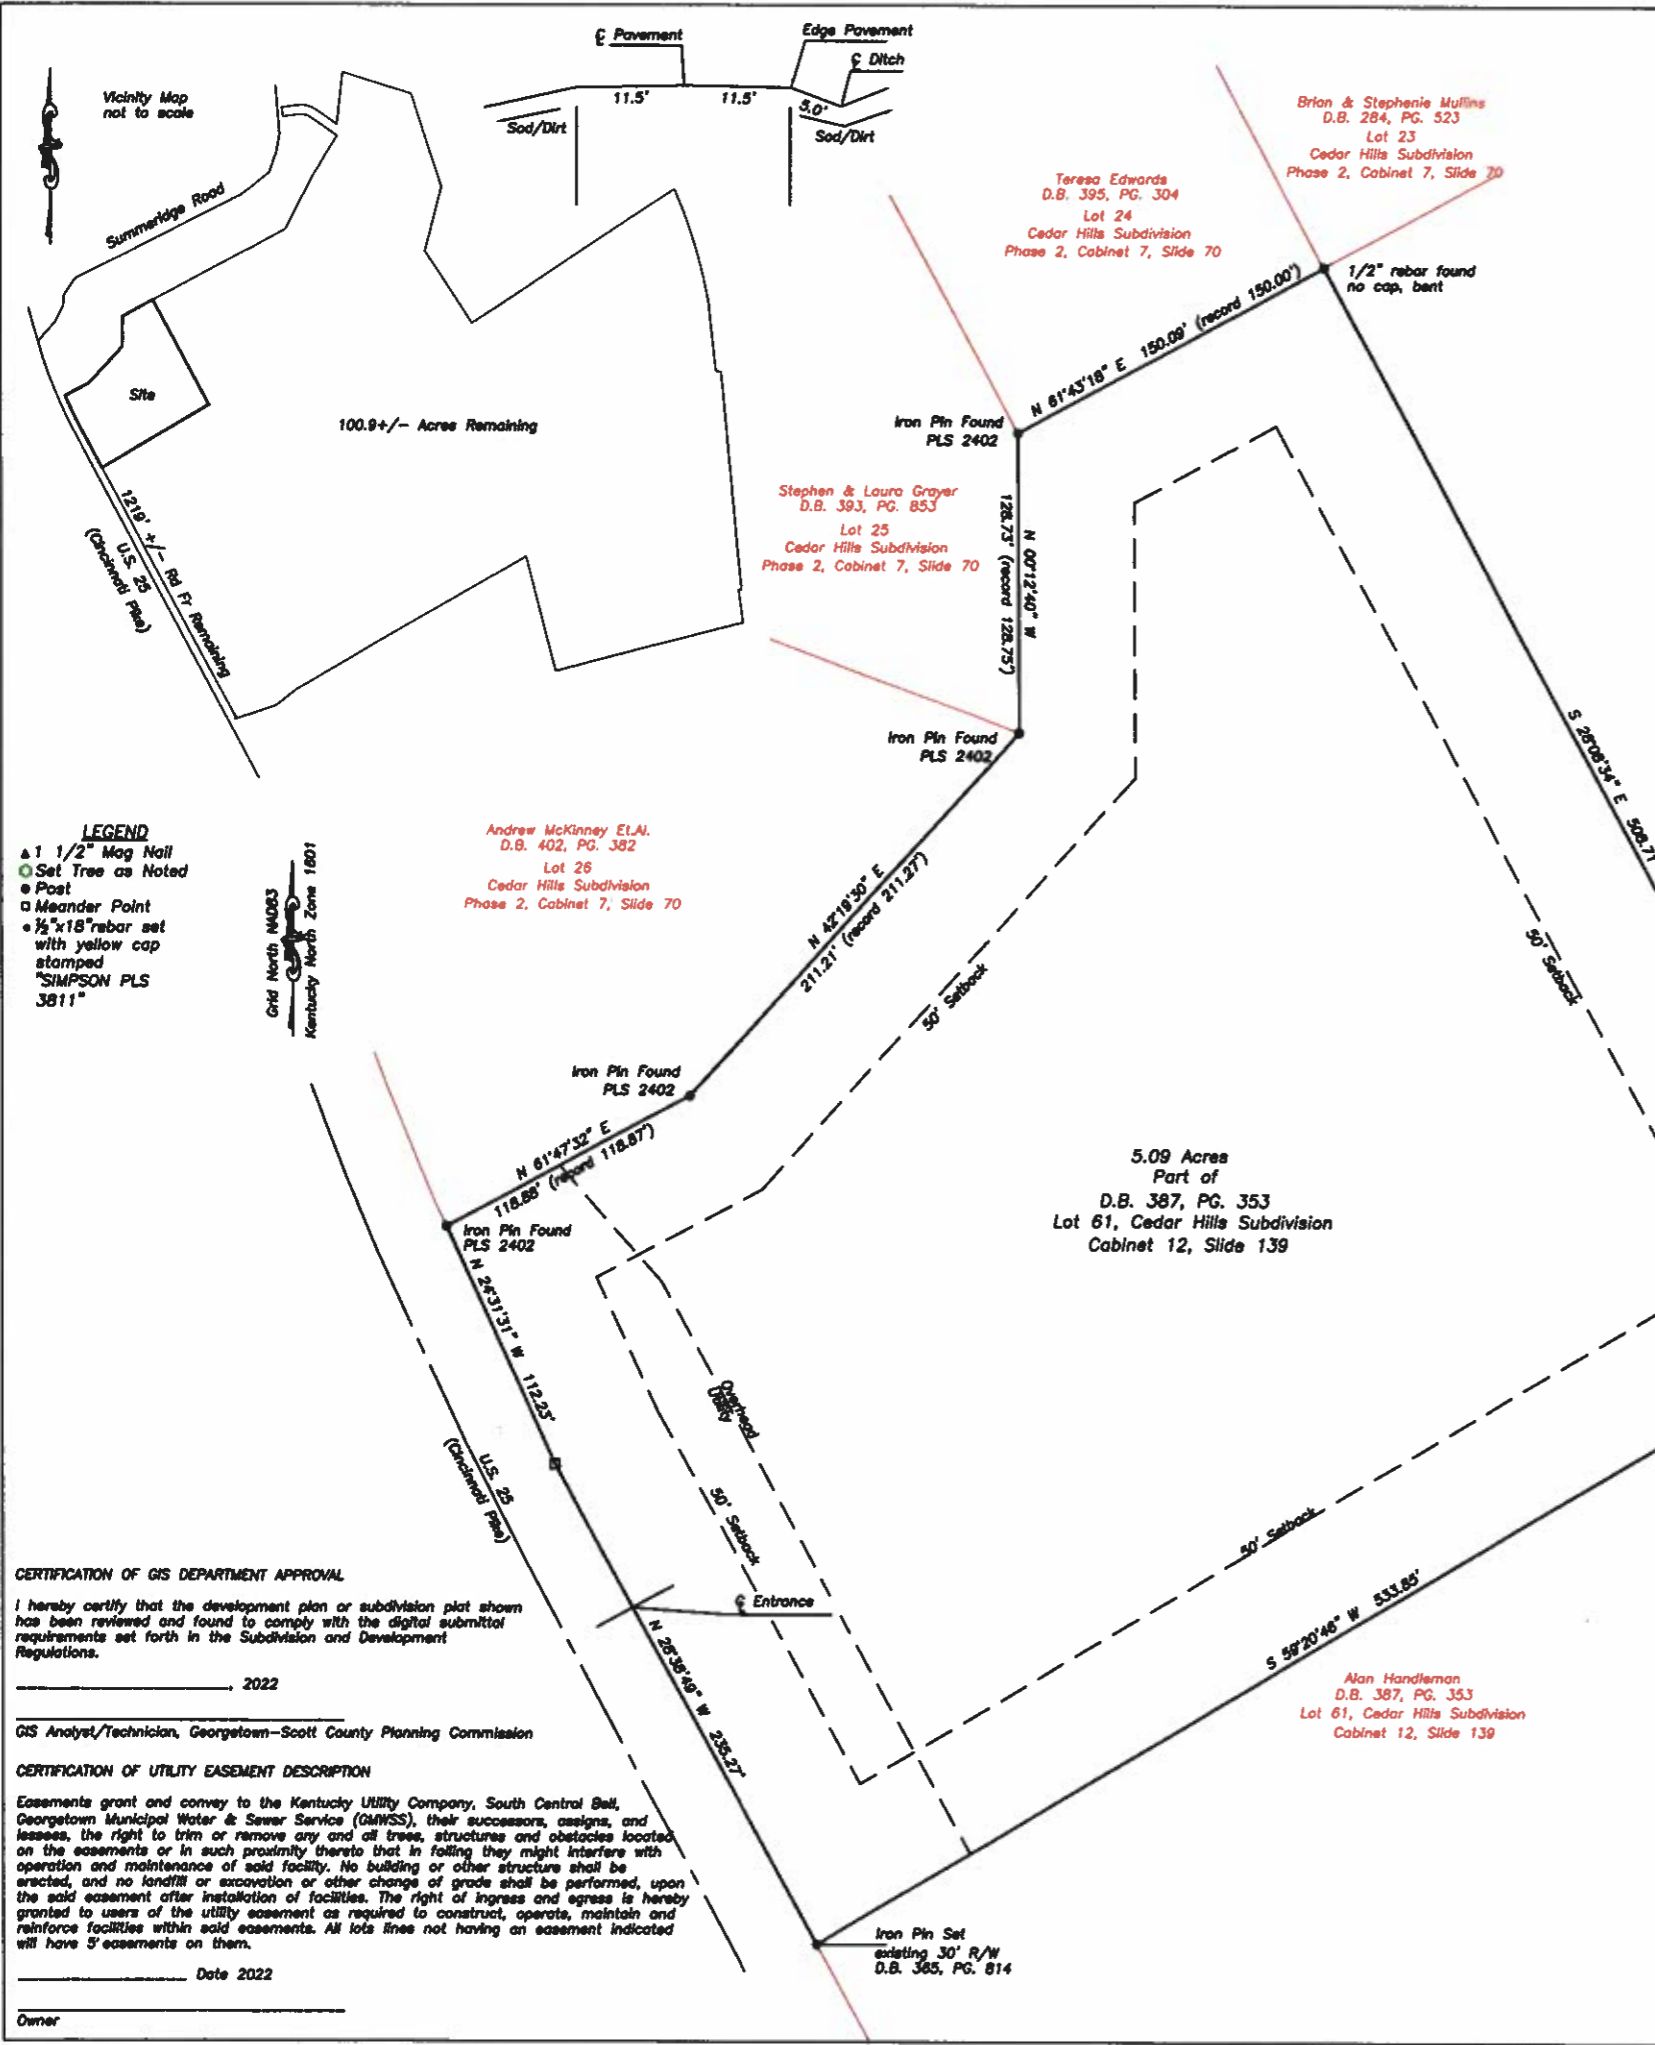 ℄ Pavement
Edge Pavement
℄ Ditch
11.5'
11.5'
5.0'
Sod/Dirt
Sod/Dirt
Vicinity Map
not to scale
Summeridge Road
Site
100.9+/- Acres Remaining
1219' +/- Rd Fr Remaining
U.S. 25
(Cincinnati Pike)
Brian & Stephenie Mullins
D.B. 284, PG. 523
Lot 23
Cedar Hills Subdivision
Phase 2, Cabinet 7, Slide 70
Teresa Edwards
D.B. 395, PG. 304
Lot 24
Cedar Hills Subdivision
Phase 2, Cabinet 7, Slide 70
1/2" rebar found
no cap, bent
N 61°43'18" E 150.09' (record 150.00')
Iron Pin Found
PLS 2402
Stephen & Laura Grayer
D.B. 393, PG. 853
Lot 25
Cedar Hills Subdivision
Phase 2, Cabinet 7, Slide 70
N 00°12'40" W
128.73' (record 128.75')
Iron Pin Found
PLS 2402
S 28°08'34" E 506.71
LEGEND
▲ 1 1/2" Mag Nail
Set Tree as Noted
● Post
□ Meander Point
• ½"x18"rebar set
with yellow cap
stamped
"SIMPSON PLS
3811"
Grid North NAD83
Kentucky North Zone 1601
Andrew McKinney Et.Al.
D.B. 402, PG. 382
Lot 26
Cedar Hills Subdivision
Phase 2, Cabinet 7, Slide 70
N 42°19'30" E
211.21' (record 211.27')
50' Setback
50' Setback
Iron Pin Found
PLS 2402
N 61°47'32" E
118.88' (record 118.87')
Iron Pin Found
PLS 2402
5.09 Acres
Part of
D.B. 387, PG. 353
Lot 61, Cedar Hills Subdivision
Cabinet 12, Slide 139
N 24°31'31" W 112.23'
Overhead
Utility
U.S. 25
(Cincinnati Pike)
50' Setback
50' Setback
℄ Entrance
N 28°38'49" W 235.27'
S 59°20'46" W 533.85'
Alan Handleman
D.B. 387, PG. 353
Lot 61, Cedar Hills Subdivision
Cabinet 12, Slide 139
CERTIFICATION OF GIS DEPARTMENT APPROVAL
I hereby certify that the development plan or subdivision plat shown
has been reviewed and found to comply with the digital submittal
requirements set forth in the Subdivision and Development
Regulations.
, 2022
GIS Analyst/Technician, Georgetown-Scott County Planning Commission
CERTIFICATION OF UTILITY EASEMENT DESCRIPTION
Easements grant and convey to the Kentucky Utility Company, South Central Bell,
Georgetown Municipal Water & Sewer Service (GMWSS), their successors, assigns, and
lessees, the right to trim or remove any and all trees, structures and obstacles located
on the easements or in such proximity thereto that in falling they might interfere with
operation and maintenance of said facility. No building or other structure shall be
erected, and no landfill or excavation or other change of grade shall be performed, upon
the said easement after installation of facilities. The right of ingress and egress is hereby
granted to users of the utility easement as required to construct, operate, maintain and
reinforce facilities within said easements. All lots lines not having an easement indicated
will have 5' easements on them.
Date 2022
Owner
Iron Pin Set
existing 30' R/W
D.B. 365, PG. 814